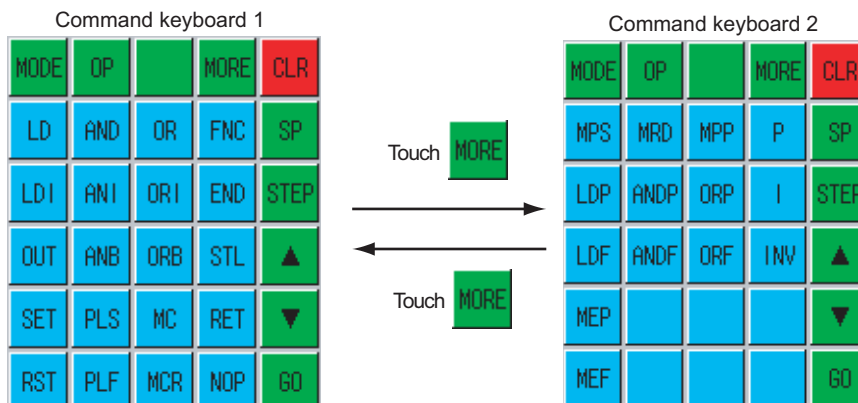 Command keyboard 1
MODE OP MORE CLR
LD AND OR FNC SP
LDI ANI ORI END STEP
OUT ANB ORB STL ▲
SET PLS MC RET ▼
RST PLF MCR NOP GO
Touch MORE
Touch MORE
Command keyboard 2
MODE OP MORE CLR
MPS MRD MPP P SP
LDP ANDP ORP I STEP
LDF ANDF ORF INV ▲
MEP ▼
MEF GO